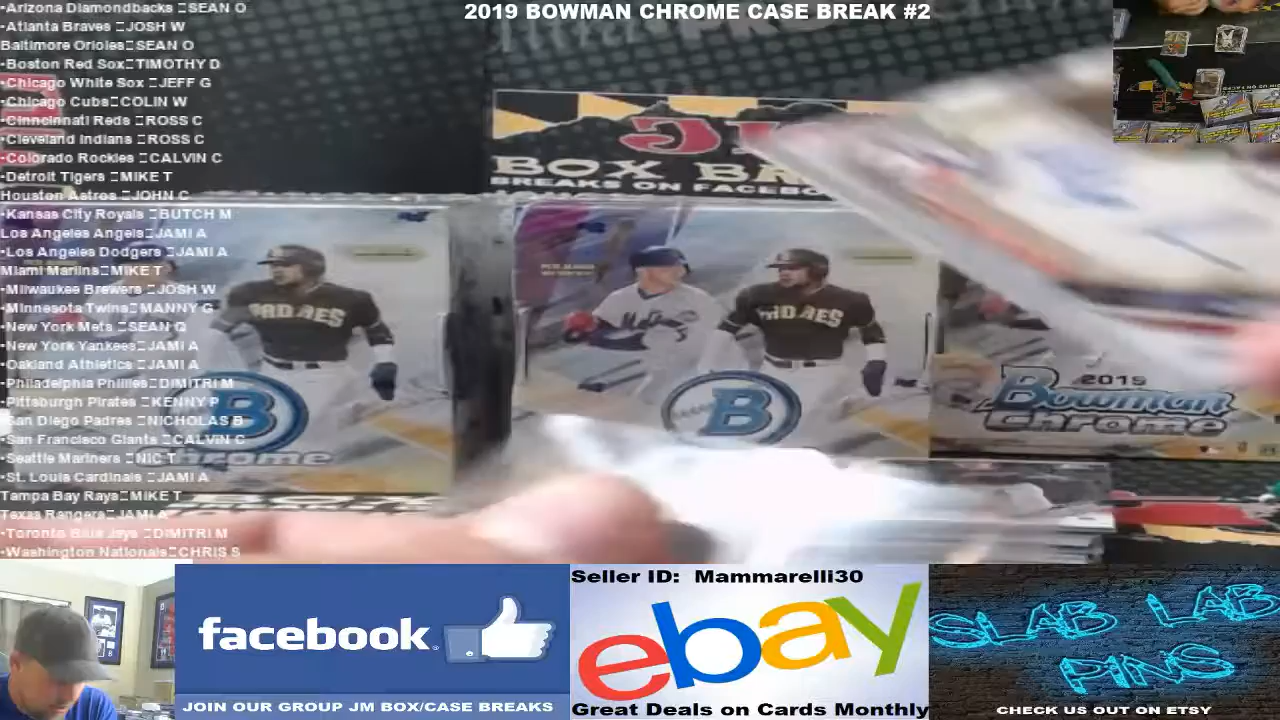 2019 BOWMAN CHROME CASE BREAK #2
•Arizona Diamondbacks SEAN O
•Atlanta Braves JOSH W
Baltimore Orioles SEAN O
•Boston Red Sox TIMOTHY D
•Chicago White Sox JEFF G
•Chicago Cubs COLIN W
•Cinncinati Reds ROSS C
•Cleveland Indians ROSS C
•Colorado Rockies CALVIN C
•Detroit Tigers MIKE T
Houston Astros JOHN C
•Kansas City Royals BUTCH M
Los Angeles Angels JAMI A
•Los Angeles Dodgers JAMI A
Miami Marlins MIKE T
•Milwaukee Brewers JOSH W
•Minnesota Twins MANNY G
•New York Mets SEAN O
•New York Yankees JAMI A
•Oakland Athletics JAMI A
•Philadelphia Phillies DIMITRI M
•Pittsburgh Pirates KENNY P
San Diego Padres NICHOLAS B
•San Francisco Giants CALVIN C
•Seattle Mariners NIC T
•St. Louis Cardinals JAMI A
Tampa Bay Rays MIKE T
Texas Rangers JAMI A
•Toronto Blue Jays DIMITRI M
•Washington Nationals CHRIS S
BOX
BREAKS ON
PADRES
B
Chrome
Mets
PADRES
B
2019
Bowman
Chrome
facebook
JOIN OUR GROUP JM BOX/CASE BREAKS
Seller ID: Mammarelli30
ebay
Great Deals on Cards Monthly
SLAB LAB
PINS
CHECK US OUT ON ETSY